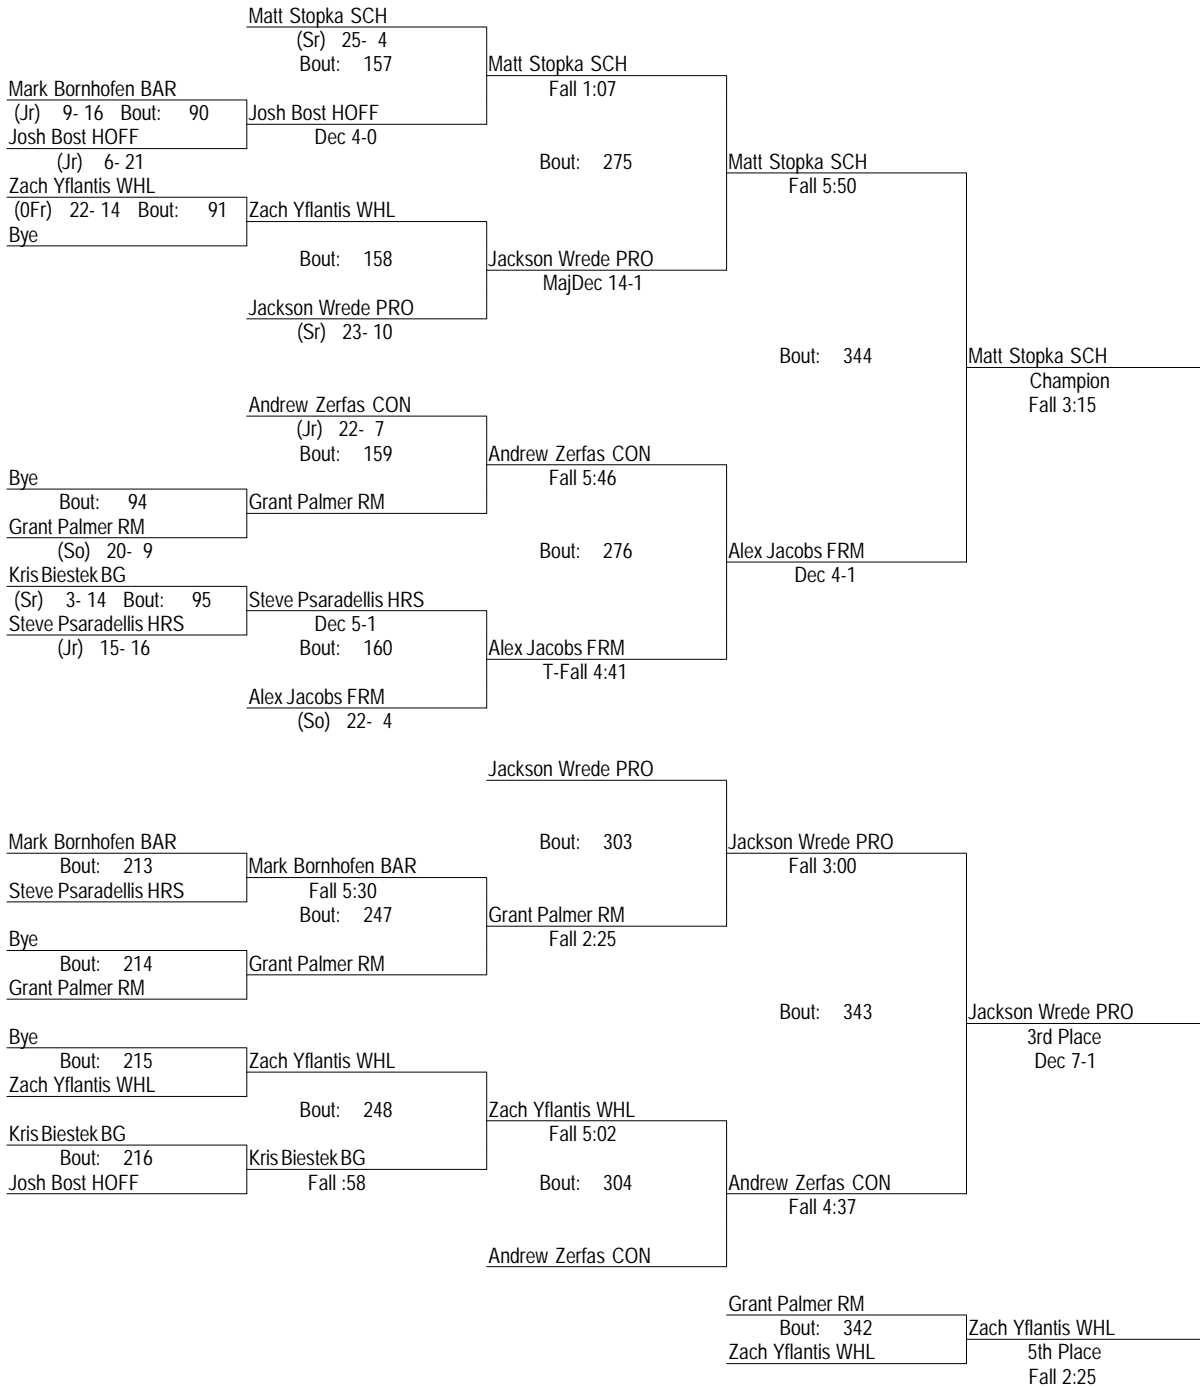 Matt Stopka SCH
(Sr) 25- 4
Bout: 157
Matt Stopka SCH
Fall 1:07
Mark Bornhofen BAR
(Jr) 9- 16 Bout: 90
Josh Bost HOFF
Josh Bost HOFF
Dec 4-0
(Jr) 6- 21
Bout: 275
Matt Stopka SCH
Fall 5:50
Zach Yflantis WHL
(0Fr) 22- 14 Bout: 91
Zach Yflantis WHL
Bye
Bout: 158
Jackson Wrede PRO
MajDec 14-1
Jackson Wrede PRO
(Sr) 23- 10
Bout: 344
Matt Stopka SCH
Champion
Fall 3:15
Andrew Zerfas CON
(Jr) 22- 7
Bout: 159
Andrew Zerfas CON
Fall 5:46
Bye
Bout: 94
Grant Palmer RM
Grant Palmer RM
(So) 20- 9
Bout: 276
Alex Jacobs FRM
Dec 4-1
Kris Biestek BG
(Sr) 3- 14 Bout: 95
Steve Psaradellis HRS
Steve Psaradellis HRS
Dec 5-1
(Jr) 15- 16
Bout: 160
Alex Jacobs FRM
T-Fall 4:41
Alex Jacobs FRM
(So) 22- 4
Jackson Wrede PRO
Mark Bornhofen BAR
Bout: 303
Jackson Wrede PRO
Fall 3:00
Bout: 213
Mark Bornhofen BAR
Steve Psaradellis HRS
Fall 5:30
Bout: 247
Grant Palmer RM
Fall 2:25
Bye
Bout: 214
Grant Palmer RM
Grant Palmer RM
Bout: 343
Jackson Wrede PRO
3rd Place
Dec 7-1
Bye
Bout: 215
Zach Yflantis WHL
Zach Yflantis WHL
Bout: 248
Zach Yflantis WHL
Fall 5:02
Kris Biestek BG
Bout: 216
Kris Biestek BG
Josh Bost HOFF
Fall :58
Bout: 304
Andrew Zerfas CON
Fall 4:37
Andrew Zerfas CON
Grant Palmer RM
Bout: 342
Zach Yflantis WHL
Zach Yflantis WHL
5th Place
Fall 2:25